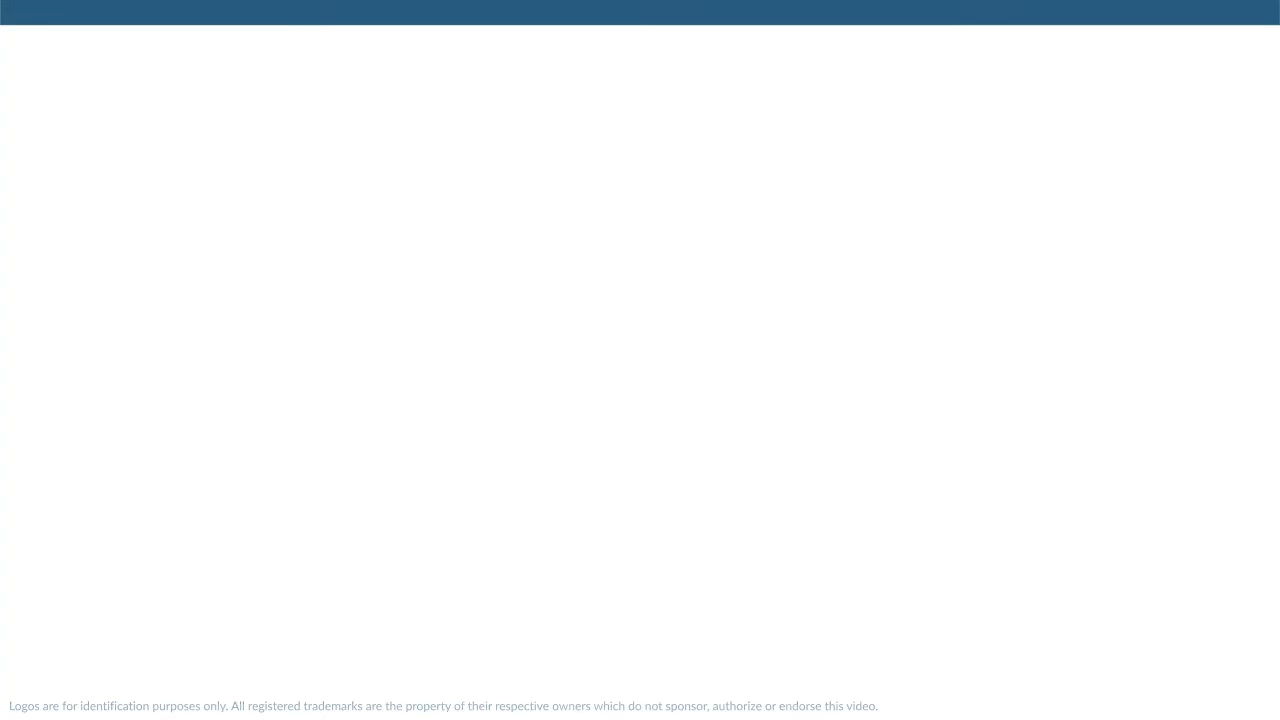 Logos are for identification purposes only. All registered trademarks are the property of their respective owners which do not sponsor, authorize or endorse this video.